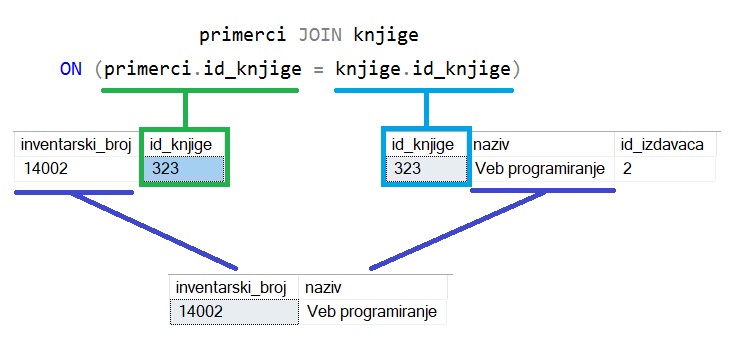 primerci JOIN knjige
ON (primerci.id_knjige = knjige.id_knjige)
inventarski_broj id_knjige
14002 323
id_knjige naziv id_izdavaca
323 Veb programiranje 2
inventarski_broj naziv
14002 Veb programiranje